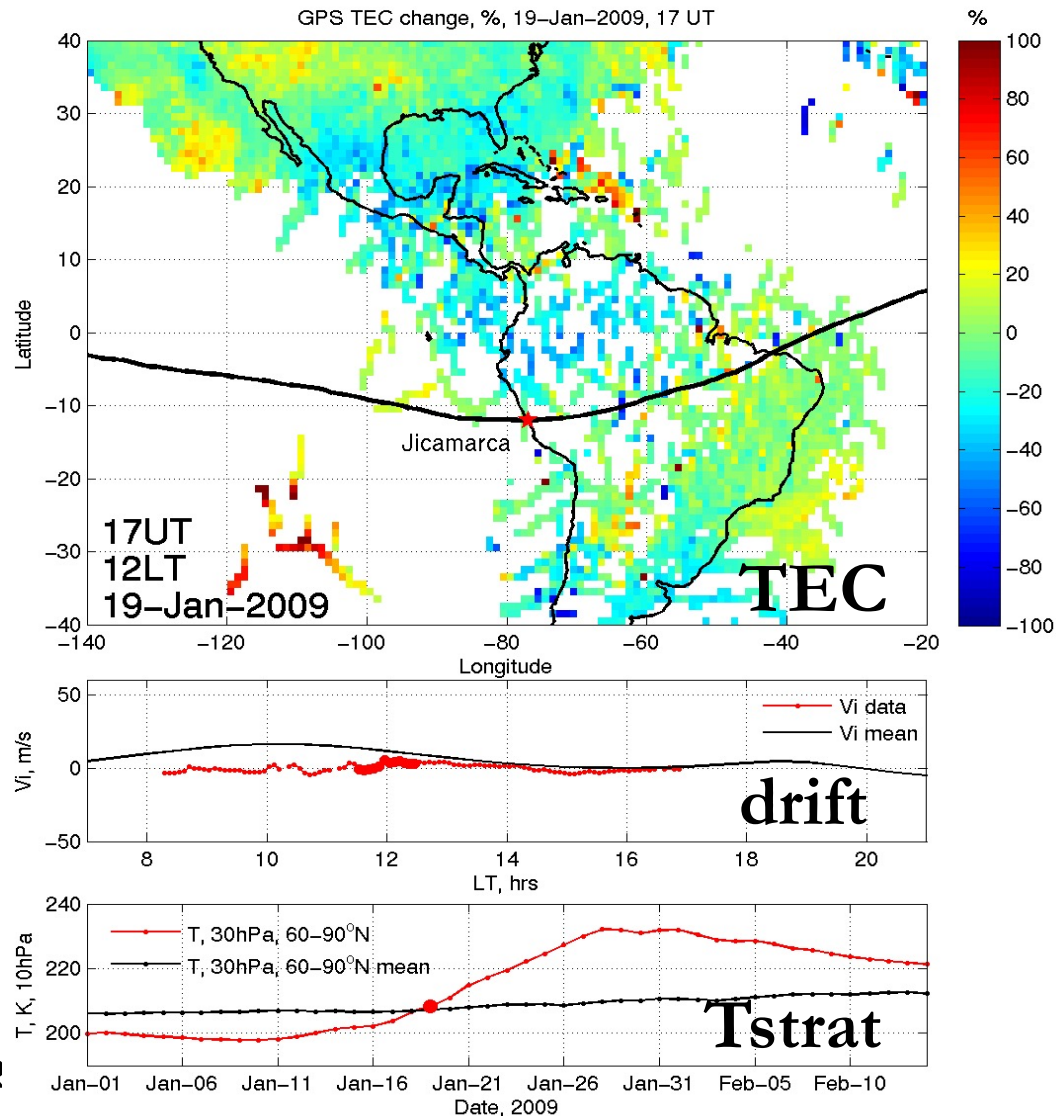 GPS TEC change, %, 19-Jan-2009, 17 UT
%
40
30
20
10
0
-10
-20
-30
-40
Latitude
Jicamarca
17UT
12LT
19-Jan-2009
TEC
-140 -120 -100 -80 -60 -40 -20
Longitude
100
80
60
40
20
0
-20
-40
-60
-80
-100
50
0
-50
Vi, m/s
Vi data
Vi mean
drift
8 10 12 14 16 18 20
LT, hrs
240
220
200
T, K, 10hPa
T, 30hPa, 60-90°N
T, 30hPa, 60-90°N mean
Tstrat
Jan-01 Jan-06 Jan-11 Jan-16 Jan-21 Jan-26 Jan-31 Feb-05 Feb-10
Date, 2009